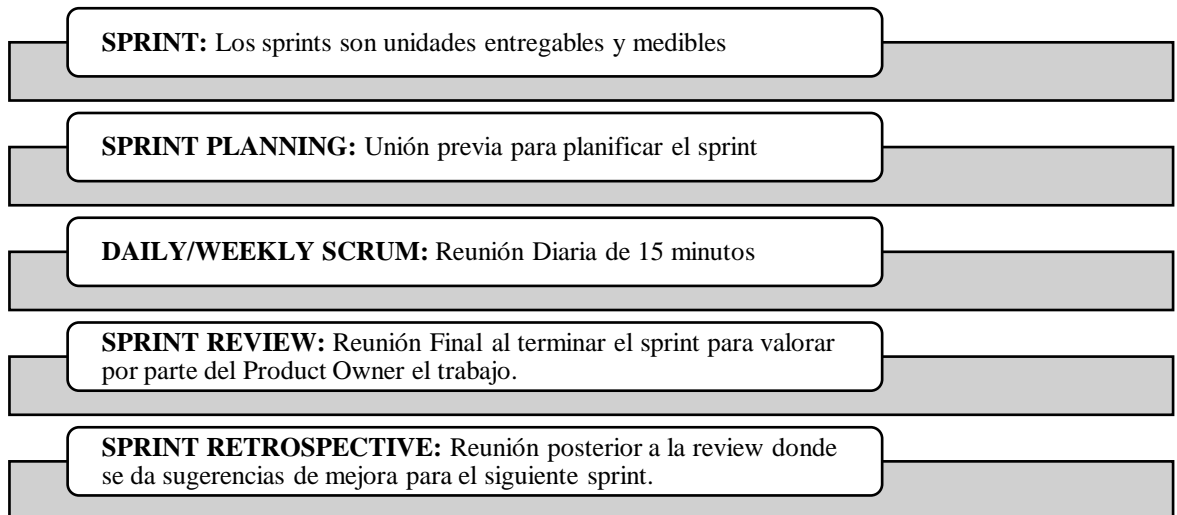 SPRINT: Los sprints son unidades entregables y medibles
SPRINT PLANNING: Unión previa para planificar el sprint
DAILY/WEEKLY SCRUM: Reunión Diaria de 15 minutos
SPRINT REVIEW: Reunión Final al terminar el sprint para valorar
por parte del Product Owner el trabajo.
SPRINT RETROSPECTIVE: Reunión posterior a la review donde
se da sugerencias de mejora para el siguiente sprint.